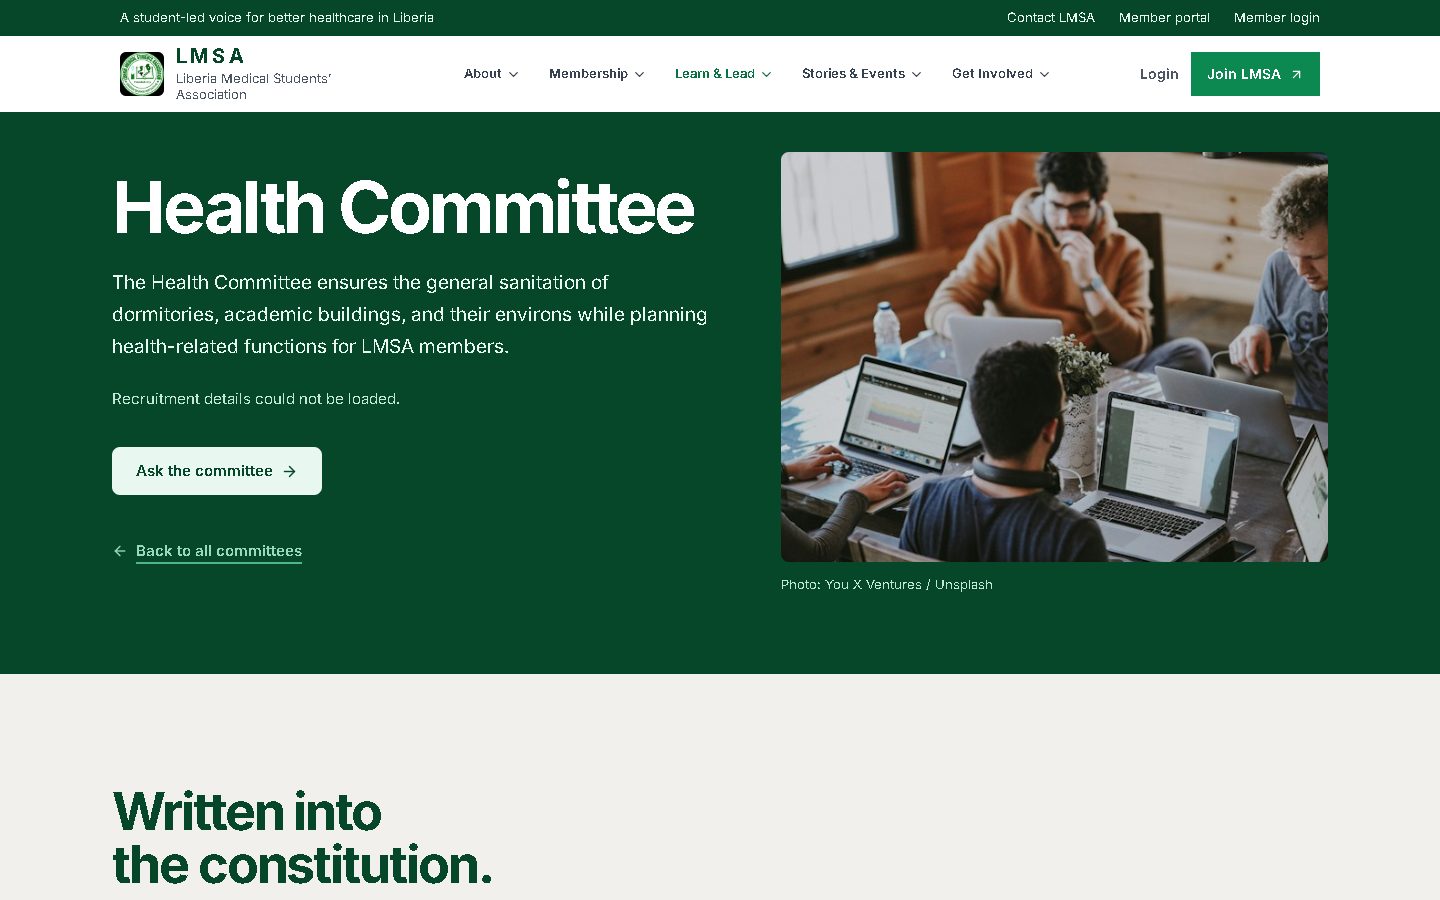 A student-led voice for better healthcare in Liberia
Contact LMSA Member portal Member login
LMSA
Liberia Medical Students'
Association
About Membership Learn & Lead Stories & Events Get Involved
Login Join LMSA
Health Committee
The Health Committee ensures the general sanitation of
dormitories, academic buildings, and their environs while planning
health-related functions for LMSA members.
Recruitment details could not be loaded.
Ask the committee
Back to all committees
Photo: You X Ventures / Unsplash
Written into
the constitution.